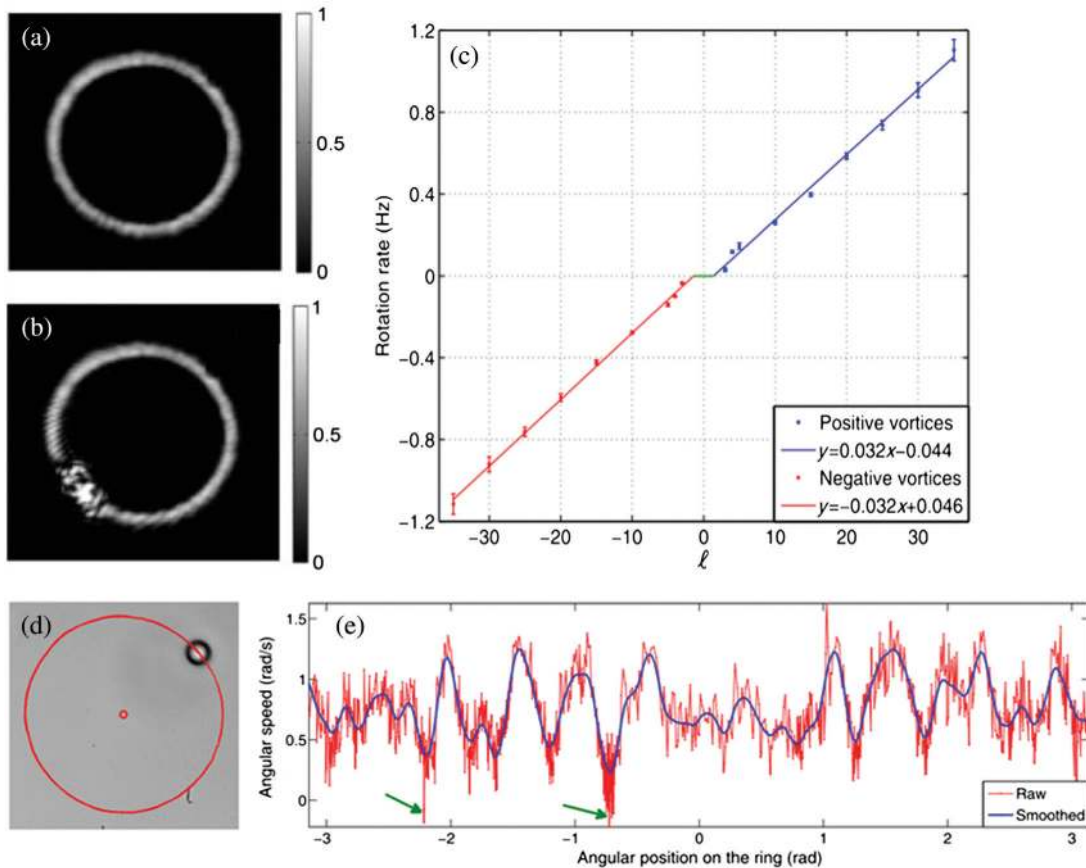 (a)
1
0.5
0
(b)
1
0.5
0
(c)
Rotation rate (Hz)
1.2
0.8
0.4
0
−0.4
−0.8
−1.2
−30 −20 −10 0 10 20 30
ℓ
Positive vortices
y=0.032x−0.044
Negative vortices
y=−0.032x+0.046
(d)
(e)
Angular speed (rad/s)
1.5
1
0.5
0
−3 −2 −1 0 1 2 3
Angular position on the ring (rad)
Raw
Smoothed